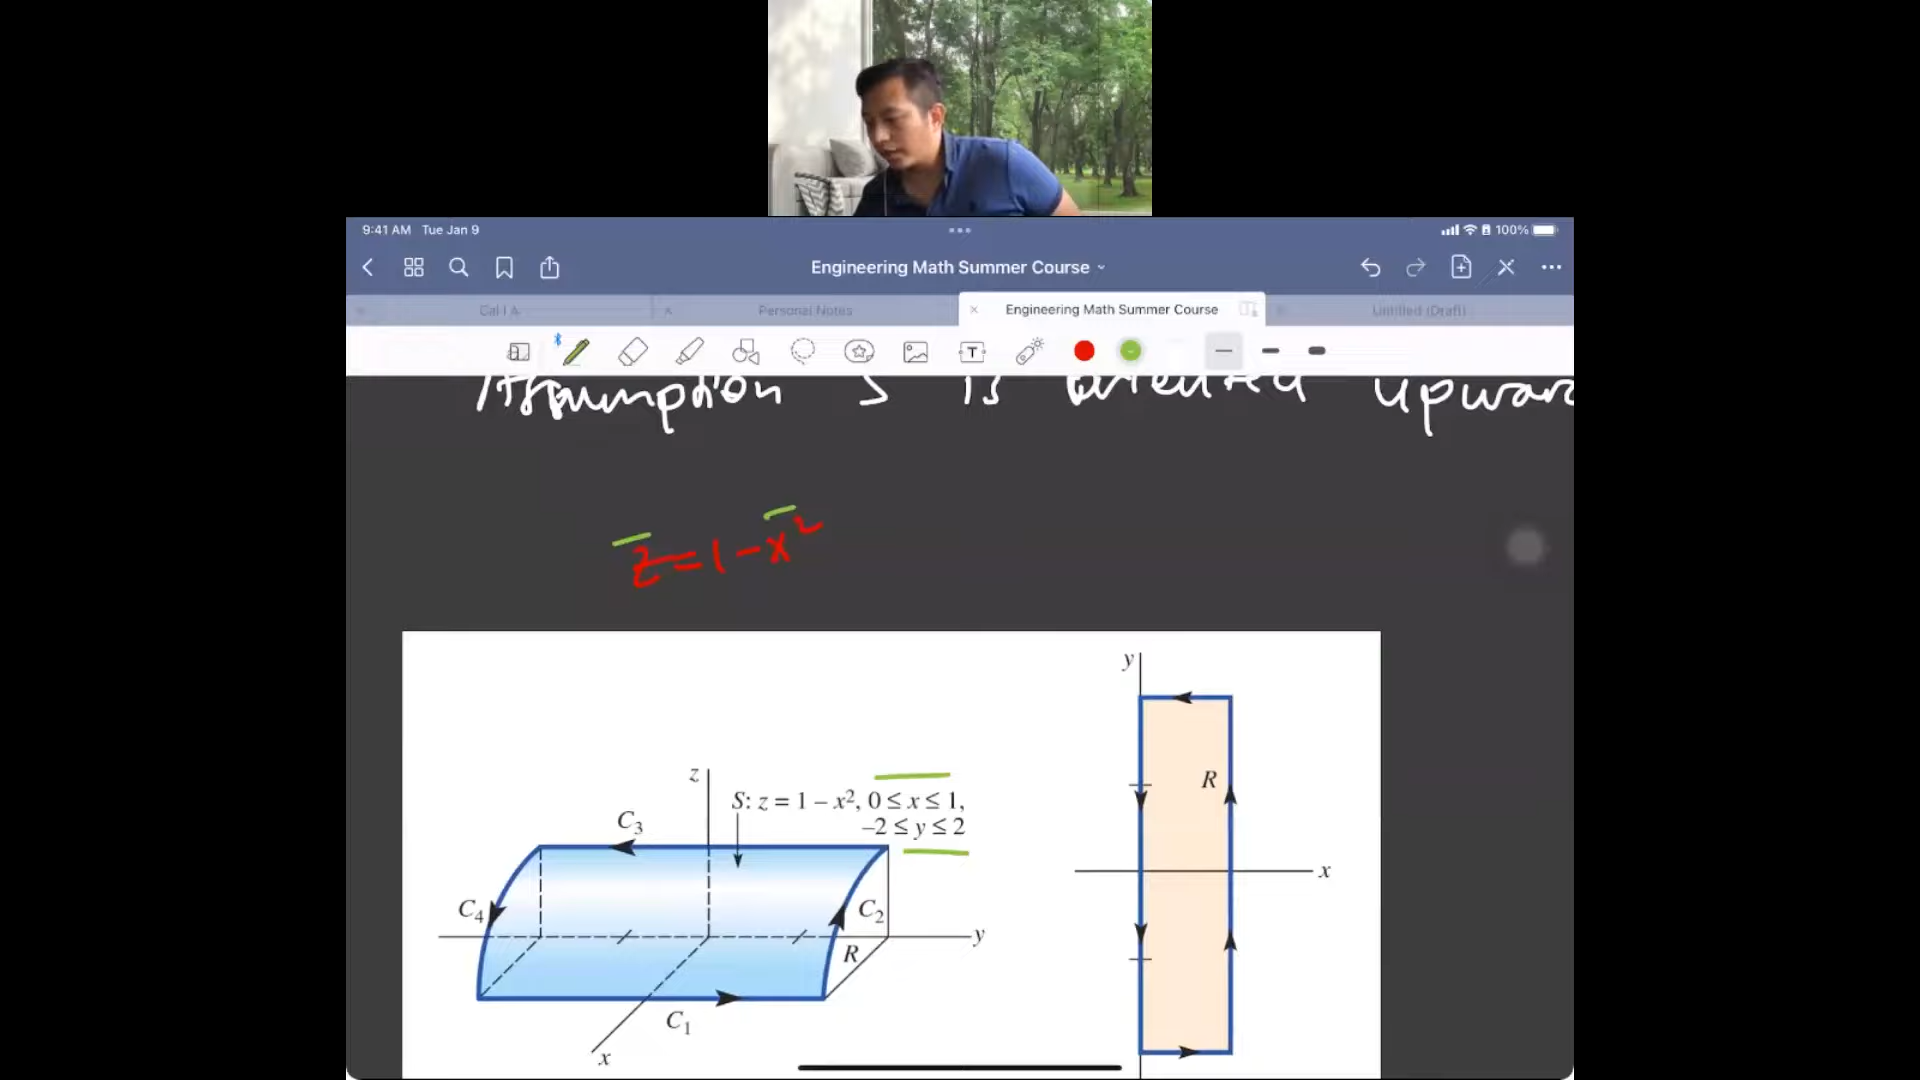 9:41 AM Tue Jan 9
100%
Engineering Math Summer Course
Cal I A
Personal Notes
Engineering Math Summer Course
Untitled (Draft)
T
Assumption S is oriented upward
z = 1 - x²
z
S: z = 1 – x², 0 ≤ x ≤ 1,
–2 ≤ y ≤ 2
C₃
C₄
C₂
y
R
C₁
x
y
R
x